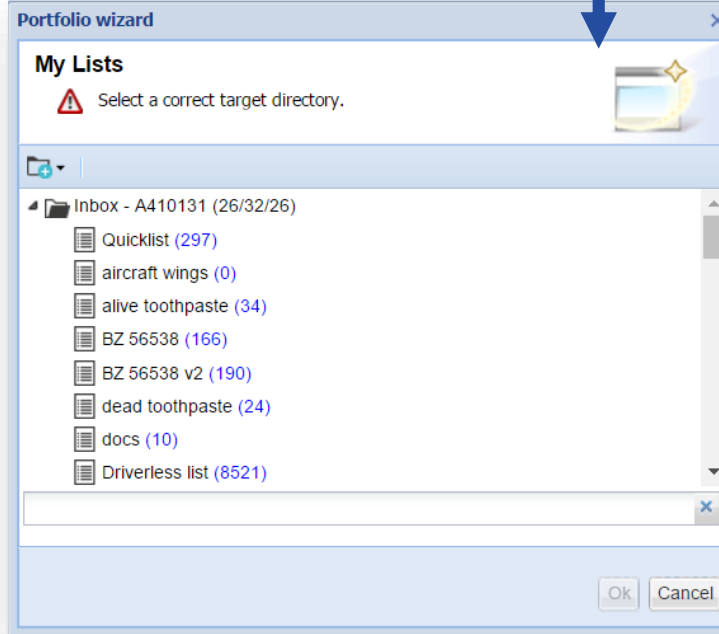 Portfolio wizard
My Lists
Select a correct target directory.
Inbox - A410131 (26/32/26)
Quicklist (297)
aircraft wings (0)
alive toothpaste (34)
BZ 56538 (166)
BZ 56538 v2 (190)
dead toothpaste (24)
docs (10)
Driverless list (8521)
Ok Cancel